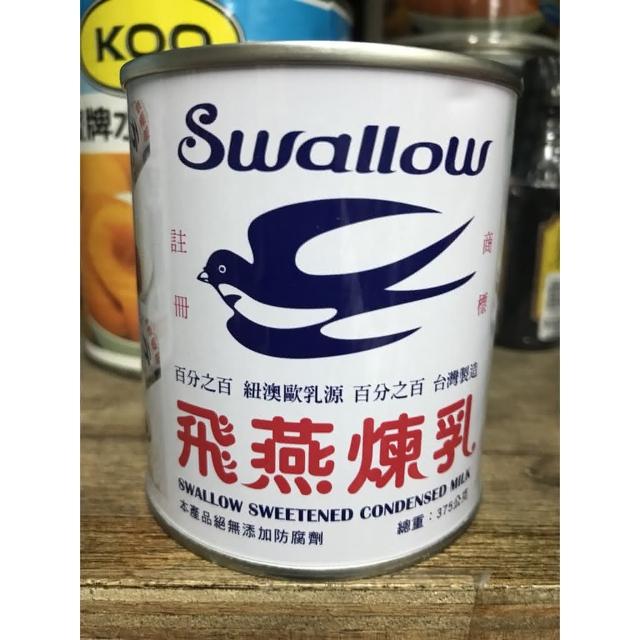 KOO
牌水
Swallow
註冊
商標
百分之百 紐澳歐乳源 百分之百 台灣製造
飛燕煉乳
SWALLOW SWEETENED CONDENSED MILK
本產品絕無添加防腐劑
總重：375公克